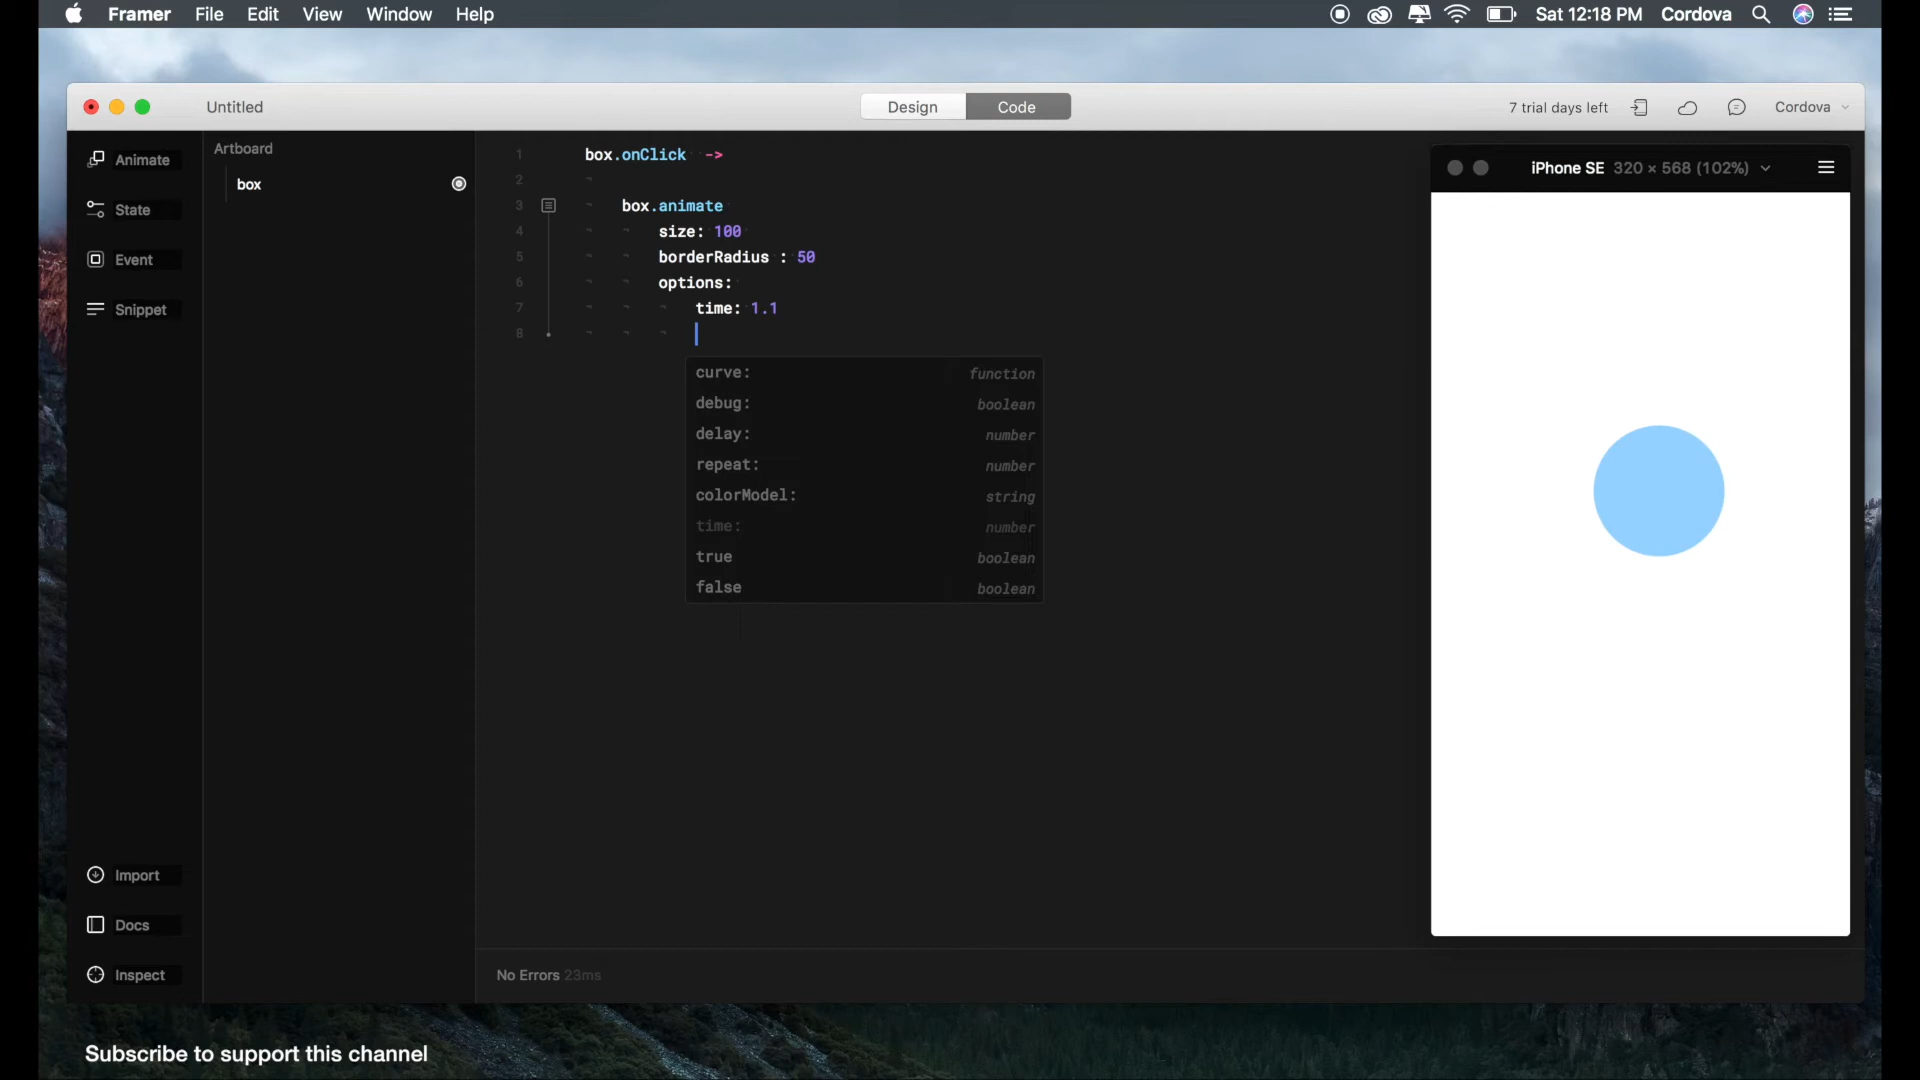 Framer File Edit View Window Help Sat 12:18 PM Cordova
Untitled Design Code 7 trial days left Cordova
Animate
State
Event
Snippet
Import
Docs
Inspect
Artboard
box
1 box.onClick ->
2
3 box.animate
4 size: 100
5 borderRadius : 50
6 options:
7 time: 1.1
8
curve: function
debug: boolean
delay: number
repeat: number
colorModel: string
time: number
true boolean
false boolean
No Errors 23ms
iPhone SE 320 × 568 (102%)
Subscribe to support this channel